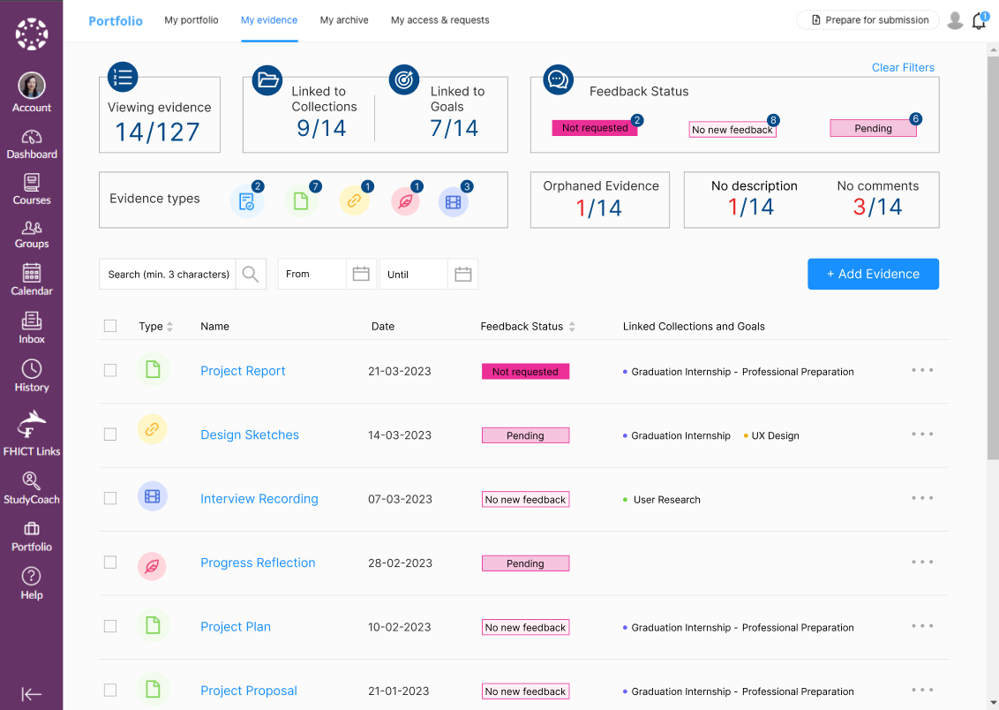 Portfolio
My portfolio
My evidence
My archive
My access & requests
Prepare for submission
1
Account
Dashboard
Courses
Groups
Calendar
Inbox
History
F
FHICT Links
StudyCoach
Portfolio
Help
Clear Filters
1
2
3
Viewing evidence
14/127
Linked to
Collections
9/14
Linked to
Goals
7/14
Feedback Status
Not requested
2
No new feedback
8
Pending
6
Evidence types
2
7
1
1
3
Orphaned Evidence
1/14
No description
1/14
No comments
3/14
Search (min. 3 characters)
From
Until
+ Add Evidence
Type
Name
Date
Feedback Status
Linked Collections and Goals
Project Report
21-03-2023
Not requested
Graduation Internship - Professional Preparation
Design Sketches
14-03-2023
Pending
Graduation Internship
UX Design
Interview Recording
07-03-2023
No new feedback
User Research
Progress Reflection
28-02-2023
Pending
Project Plan
10-02-2023
No new feedback
Graduation Internship - Professional Preparation
Project Proposal
21-01-2023
No new feedback
Graduation Internship - Professional Preparation